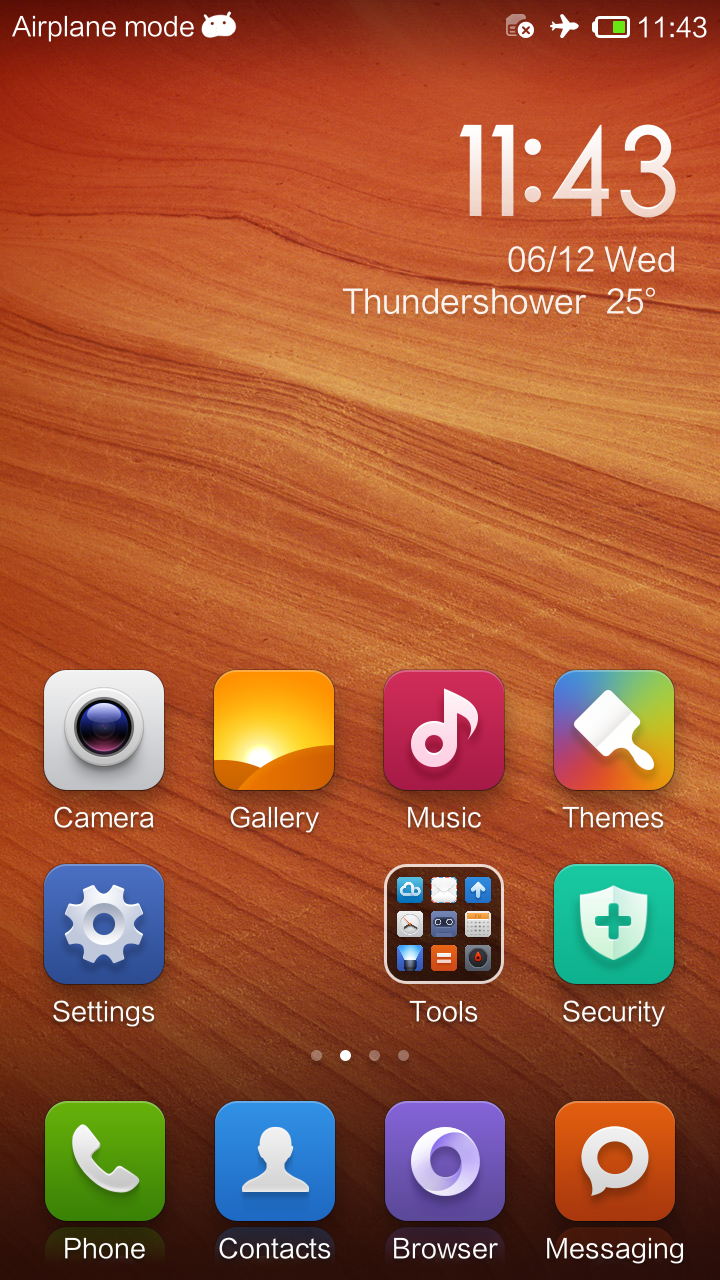 Airplane mode 11:43
11:43
06/12 Wed
Thundershower 25°
Camera Gallery Music Themes
Settings Tools Security
Phone Contacts Browser Messaging